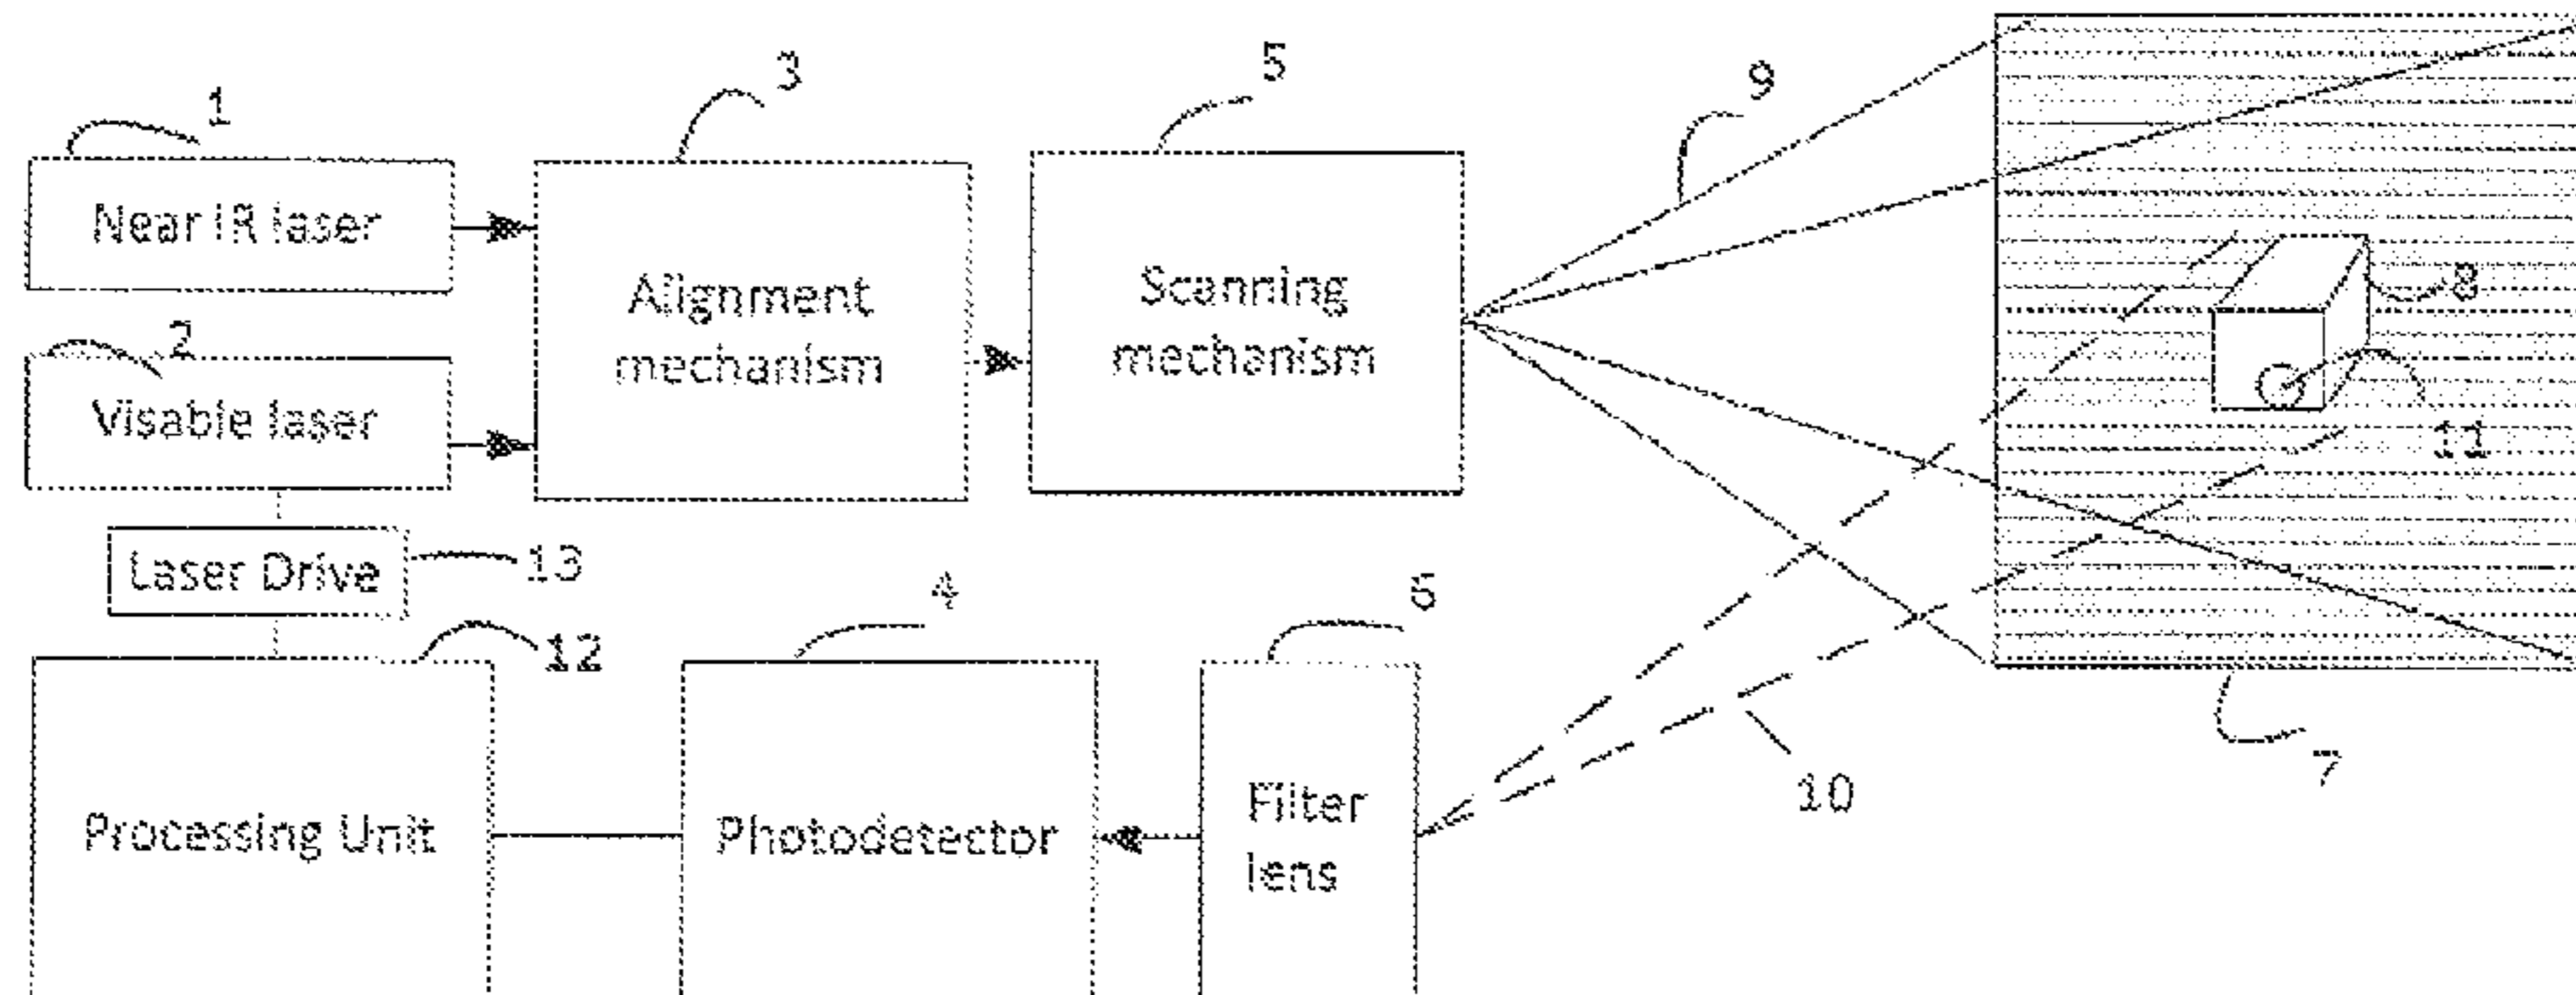 1
3
5
9
Near IR laser
Alignment
mechanism
Scanning
mechanism
8
2
Visable laser
11
Laser Drive
13
4
6
12
7
10
Processing Unit
Photodetector
Filter
lens